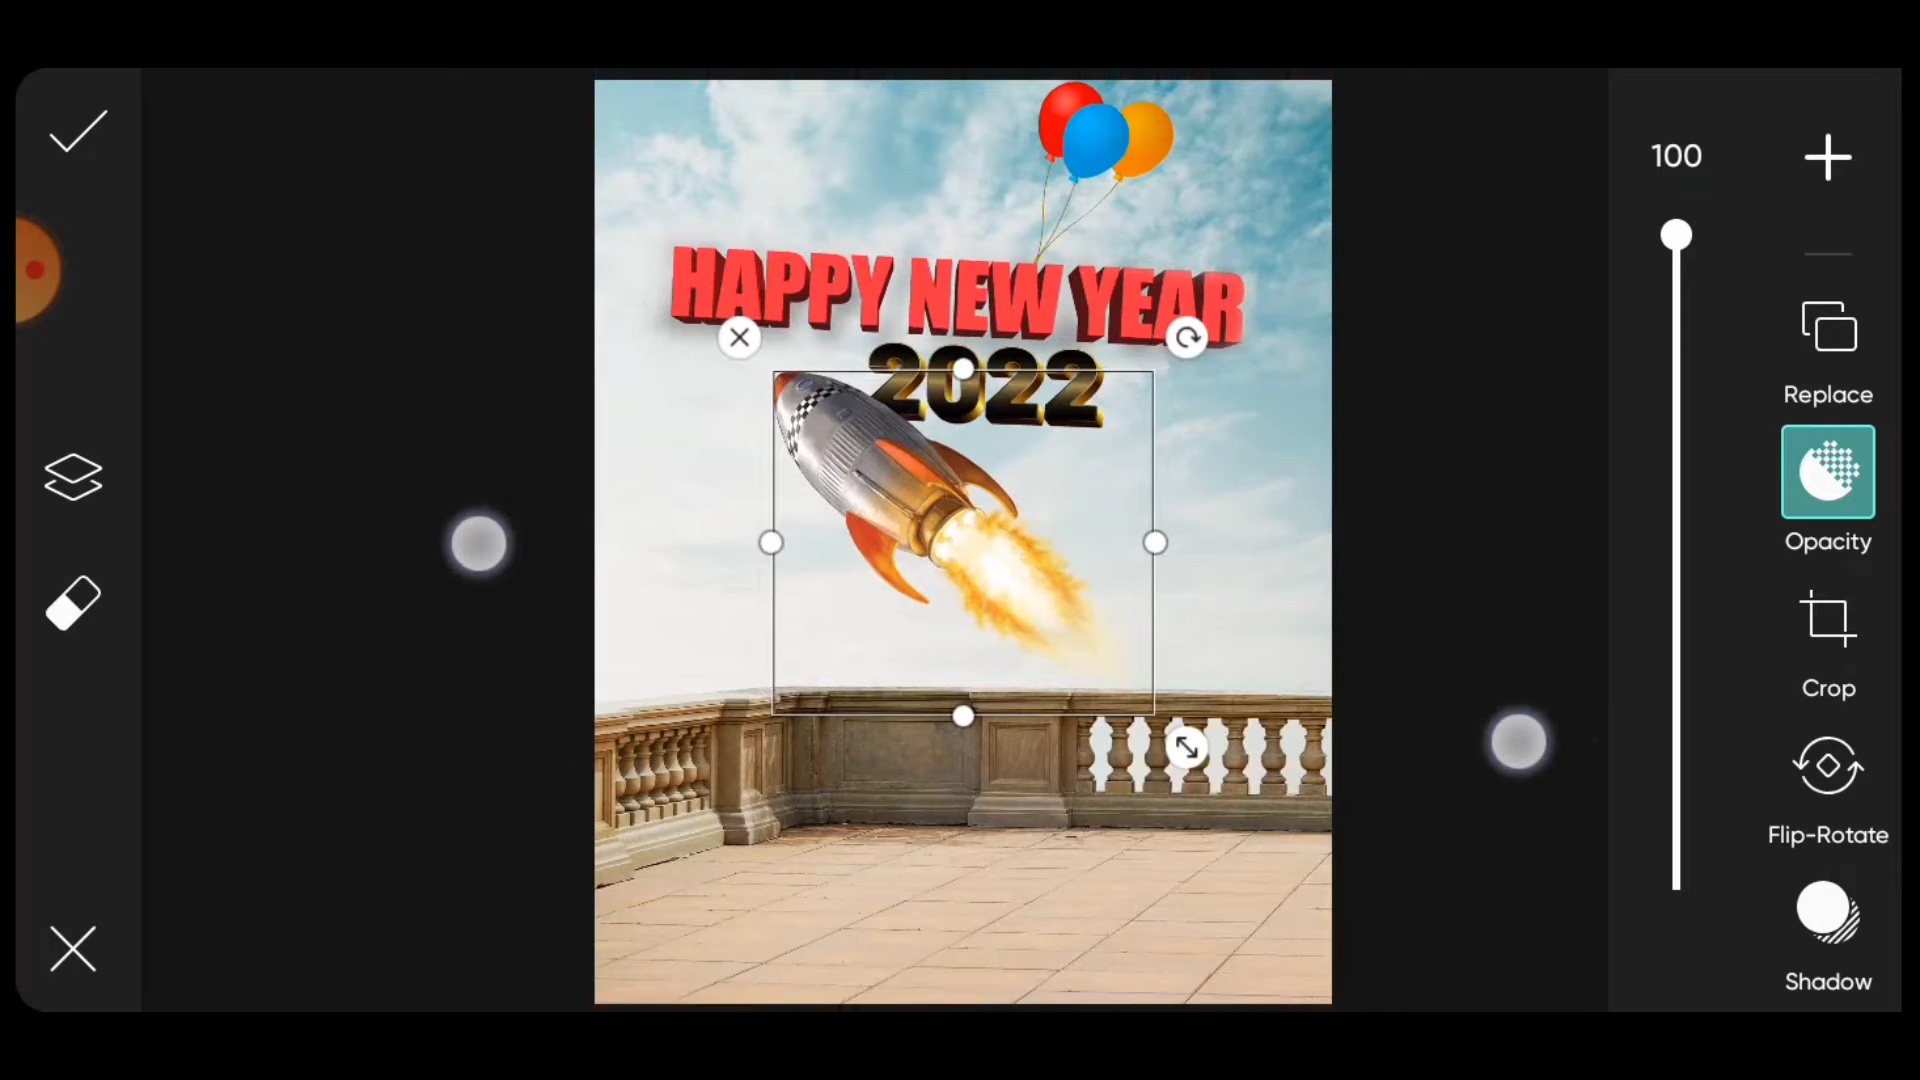 100
HAPPY NEW YEAR
2022
Replace
Opacity
Crop
Flip-Rotate
Shadow